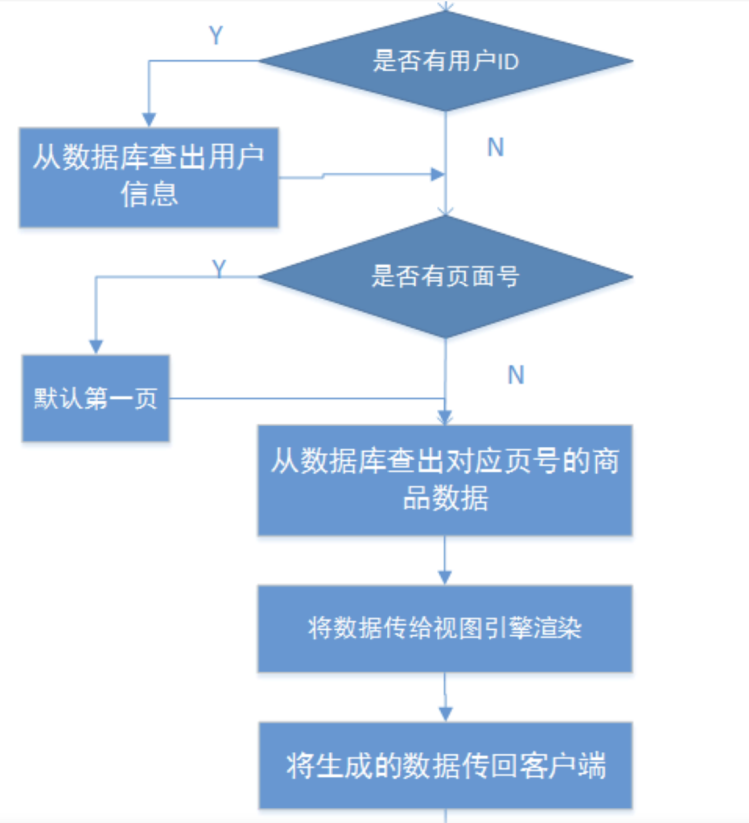 Y
是否有用户ID
从数据库查出用户
信息
N
Y
是否有页面号
默认第一页
N
从数据库查出对应页号的商
品数据
将数据传给视图引擎渲染
将生成的数据传回客户端